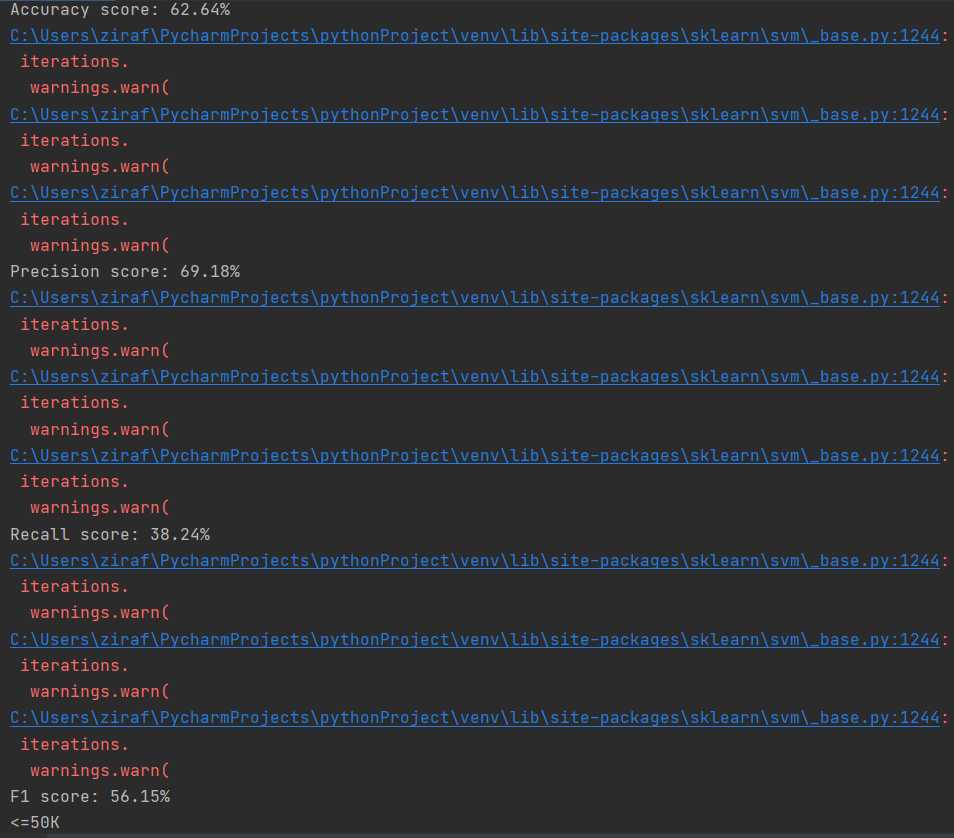 Accuracy score: 62.64%
C:\Users\ziraf\PycharmProjects\pythonProject\venv\lib\site-packages\sklearn\svm\_base.py:1244:
iterations.
warnings.warn(
C:\Users\ziraf\PycharmProjects\pythonProject\venv\lib\site-packages\sklearn\svm\_base.py:1244:
iterations.
warnings.warn(
C:\Users\ziraf\PycharmProjects\pythonProject\venv\lib\site-packages\sklearn\svm\_base.py:1244:
iterations.
warnings.warn(
Precision score: 69.18%
C:\Users\ziraf\PycharmProjects\pythonProject\venv\lib\site-packages\sklearn\svm\_base.py:1244:
iterations.
warnings.warn(
C:\Users\ziraf\PycharmProjects\pythonProject\venv\lib\site-packages\sklearn\svm\_base.py:1244:
iterations.
warnings.warn(
C:\Users\ziraf\PycharmProjects\pythonProject\venv\lib\site-packages\sklearn\svm\_base.py:1244:
iterations.
warnings.warn(
Recall score: 38.24%
C:\Users\ziraf\PycharmProjects\pythonProject\venv\lib\site-packages\sklearn\svm\_base.py:1244:
iterations.
warnings.warn(
C:\Users\ziraf\PycharmProjects\pythonProject\venv\lib\site-packages\sklearn\svm\_base.py:1244:
iterations.
warnings.warn(
C:\Users\ziraf\PycharmProjects\pythonProject\venv\lib\site-packages\sklearn\svm\_base.py:1244:
iterations.
warnings.warn(
F1 score: 56.15%
<=50K